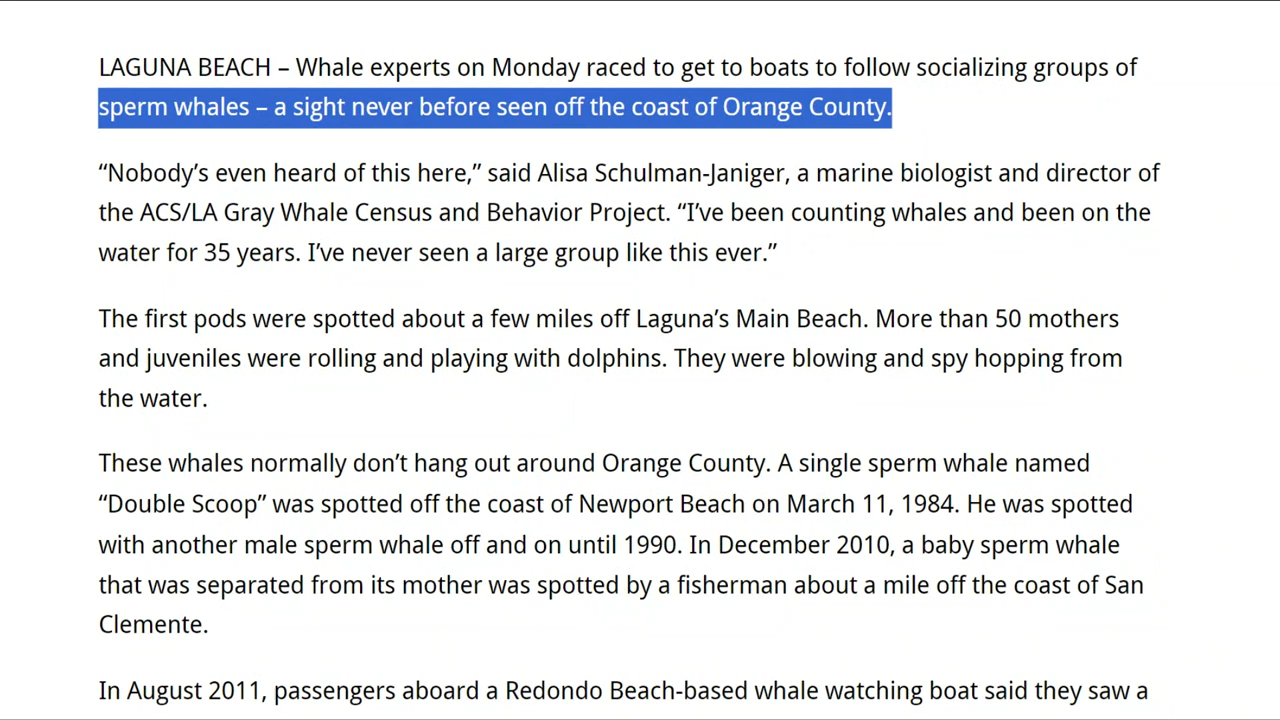 LAGUNA BEACH – Whale experts on Monday raced to get to boats to follow socializing groups of
sperm whales – a sight never before seen off the coast of Orange County.
“Nobody’s even heard of this here,” said Alisa Schulman-Janiger, a marine biologist and director of
the ACS/LA Gray Whale Census and Behavior Project. “I’ve been counting whales and been on the
water for 35 years. I’ve never seen a large group like this ever.”
The first pods were spotted about a few miles off Laguna’s Main Beach. More than 50 mothers
and juveniles were rolling and playing with dolphins. They were blowing and spy hopping from
the water.
These whales normally don’t hang out around Orange County. A single sperm whale named
“Double Scoop” was spotted off the coast of Newport Beach on March 11, 1984. He was spotted
with another male sperm whale off and on until 1990. In December 2010, a baby sperm whale
that was separated from its mother was spotted by a fisherman about a mile off the coast of San
Clemente.
In August 2011, passengers aboard a Redondo Beach-based whale watching boat said they saw a